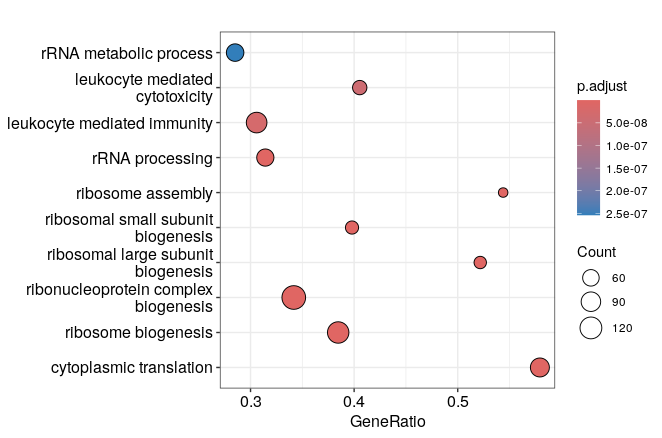 rRNA metabolic process
leukocyte mediated
cytotoxicity
leukocyte mediated immunity
rRNA processing
ribosome assembly
ribosomal small subunit
biogenesis
ribosomal large subunit
biogenesis
ribonucleoprotein complex
biogenesis
ribosome biogenesis
cytoplasmic translation
0.3
0.4
0.5
GeneRatio
p.adjust
5.0e-08
1.0e-07
1.5e-07
2.0e-07
2.5e-07
Count
60
90
120